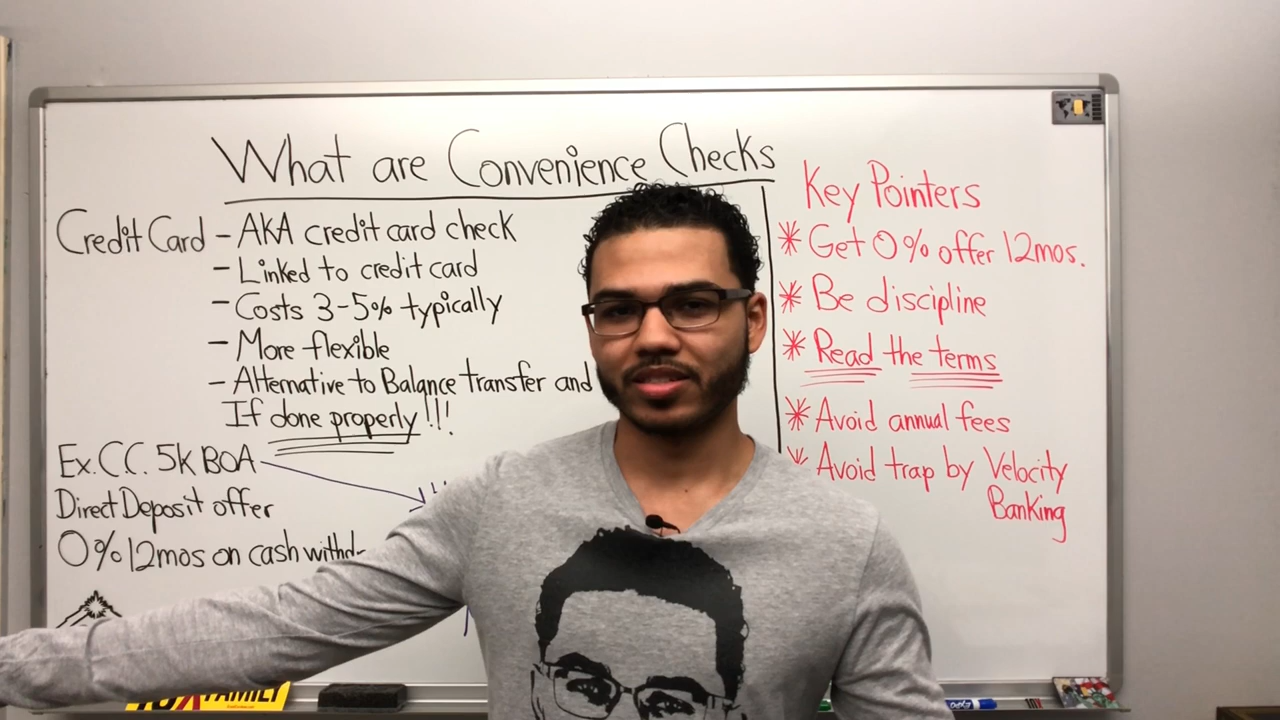 What are Convenience Checks
Credit Card - AKA credit card check
- Linked to credit card
- Costs 3-5% typically
- More flexible
- Alternative to Balance transfer and
If done properly!!!
Ex. C.C. 5k BOA
Direct Deposit offer
0% 12mos on cash
Key Pointers
* Get 0% offer 12mos.
* Be discipline
* Read the terms
* Avoid annual fees
* Avoid trap by Velocity
Banking
FAMILY